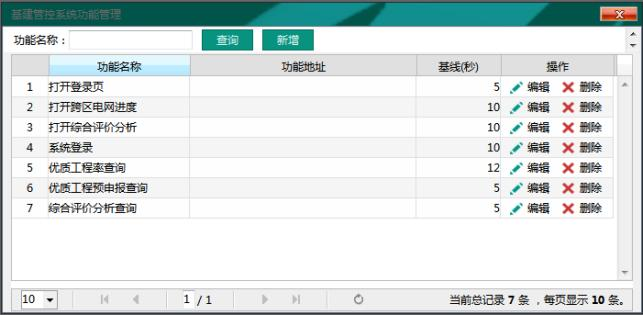 基建管控系统功能管理
功能名称： 查询 新增
功能名称 功能地址 基线(秒) 操作
1 打开登录页 5 编辑 删除
2 打开跨区电网进度 10 编辑 删除
3 打开综合评价分析 10 编辑 删除
4 系统登录 10 编辑 删除
5 优质工程率查询 12 编辑 删除
6 优质工程预申报查询 5 编辑 删除
7 综合评价分析查询 5 编辑 删除
10 1 / 1 当前总记录 7 条 ，每页显示 10 条。